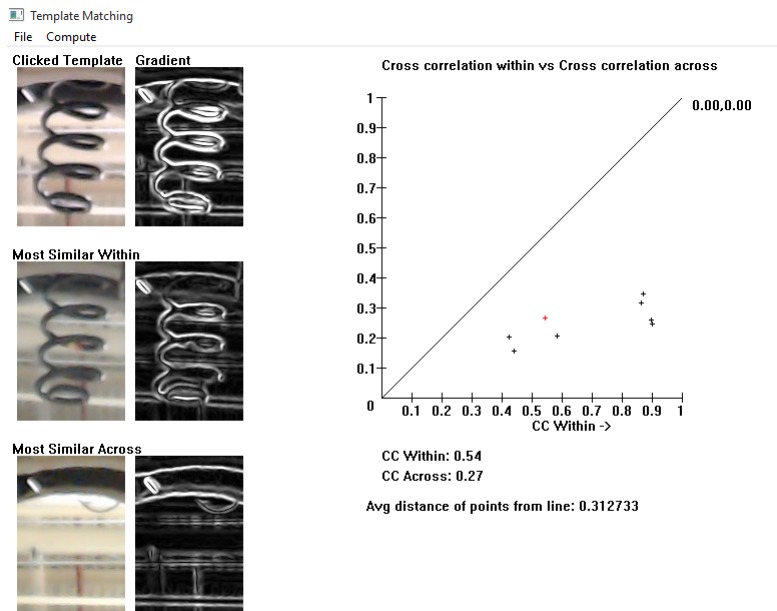 Template Matching
File Compute
Clicked Template Gradient
Cross correlation within vs Cross correlation across
1
0.00,0.00
0.9
0.8
0.7
0.6
0.5
0.4
0.3
0.2
0.1
0
0.1 0.2 0.3 0.4 0.5 0.6 0.7 0.8 0.9 1
CC Within ->
Most Similar Within
Most Similar Across
CC Within: 0.54
CC Across: 0.27
Avg distance of points from line: 0.312733